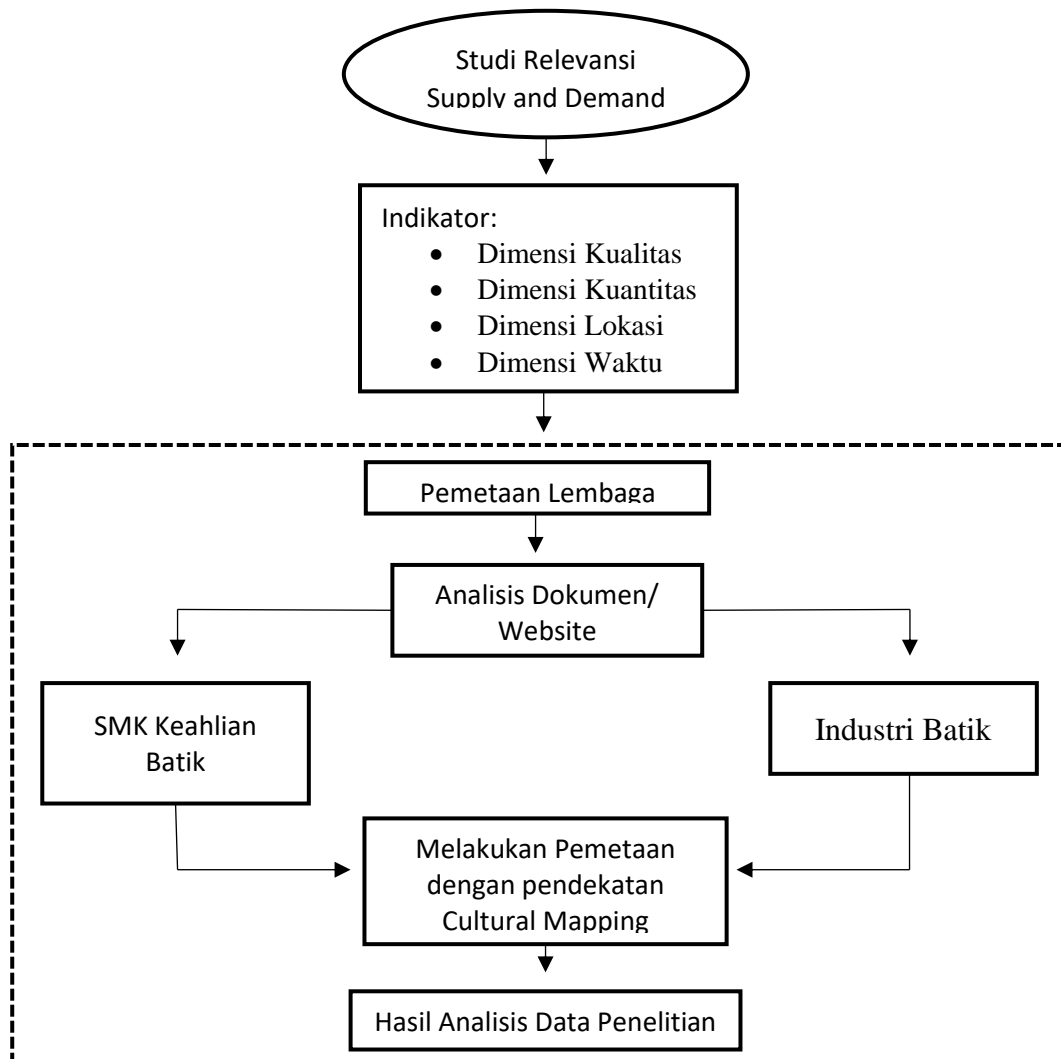 Studi Relevansi
Supply and Demand
Indikator:
• Dimensi Kualitas
• Dimensi Kuantitas
• Dimensi Lokasi
• Dimensi Waktu
Pemetaan Lembaga
Analisis Dokumen/
Website
SMK Keahlian
Batik
Industri Batik
Melakukan Pemetaan
dengan pendekatan
Cultural Mapping
Hasil Analisis Data Penelitian